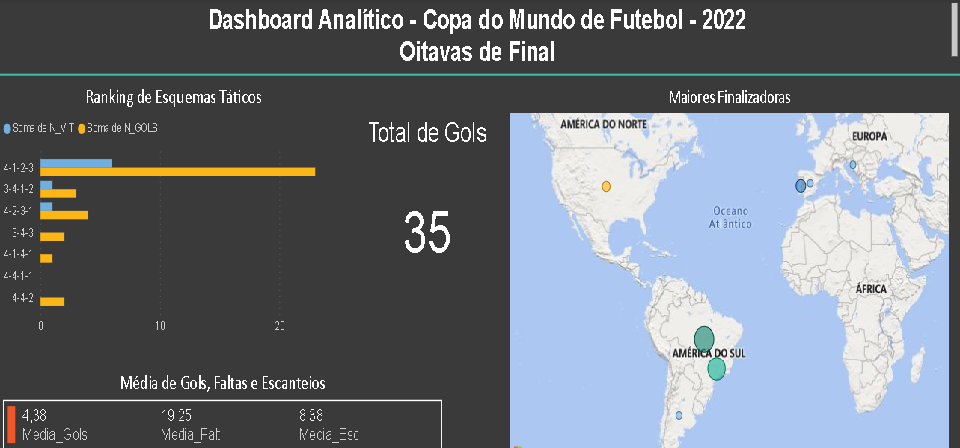 Dashboard Analítico - Copa do Mundo de Futebol - 2022
Oitavas de Final
Ranking de Esquemas Táticos
Soma de N_VIT Soma de N_GOLS
4-1-2-3
3-4-1-2
4-2-3-1
3-4-3
4-1-4-1
4-4-1-1
4-4-2
0 10 20
Total de Gols
35
Maiores Finalizadoras
AMÉRICA DO NORTE
EUROPA
Oceano
Atlântico
ÁFRICA
AMÉRICA DO SUL
Média de Gols, Faltas e Escanteios
4,38 19,25 8,38
Media_Gols Media_Falt Media_Esc